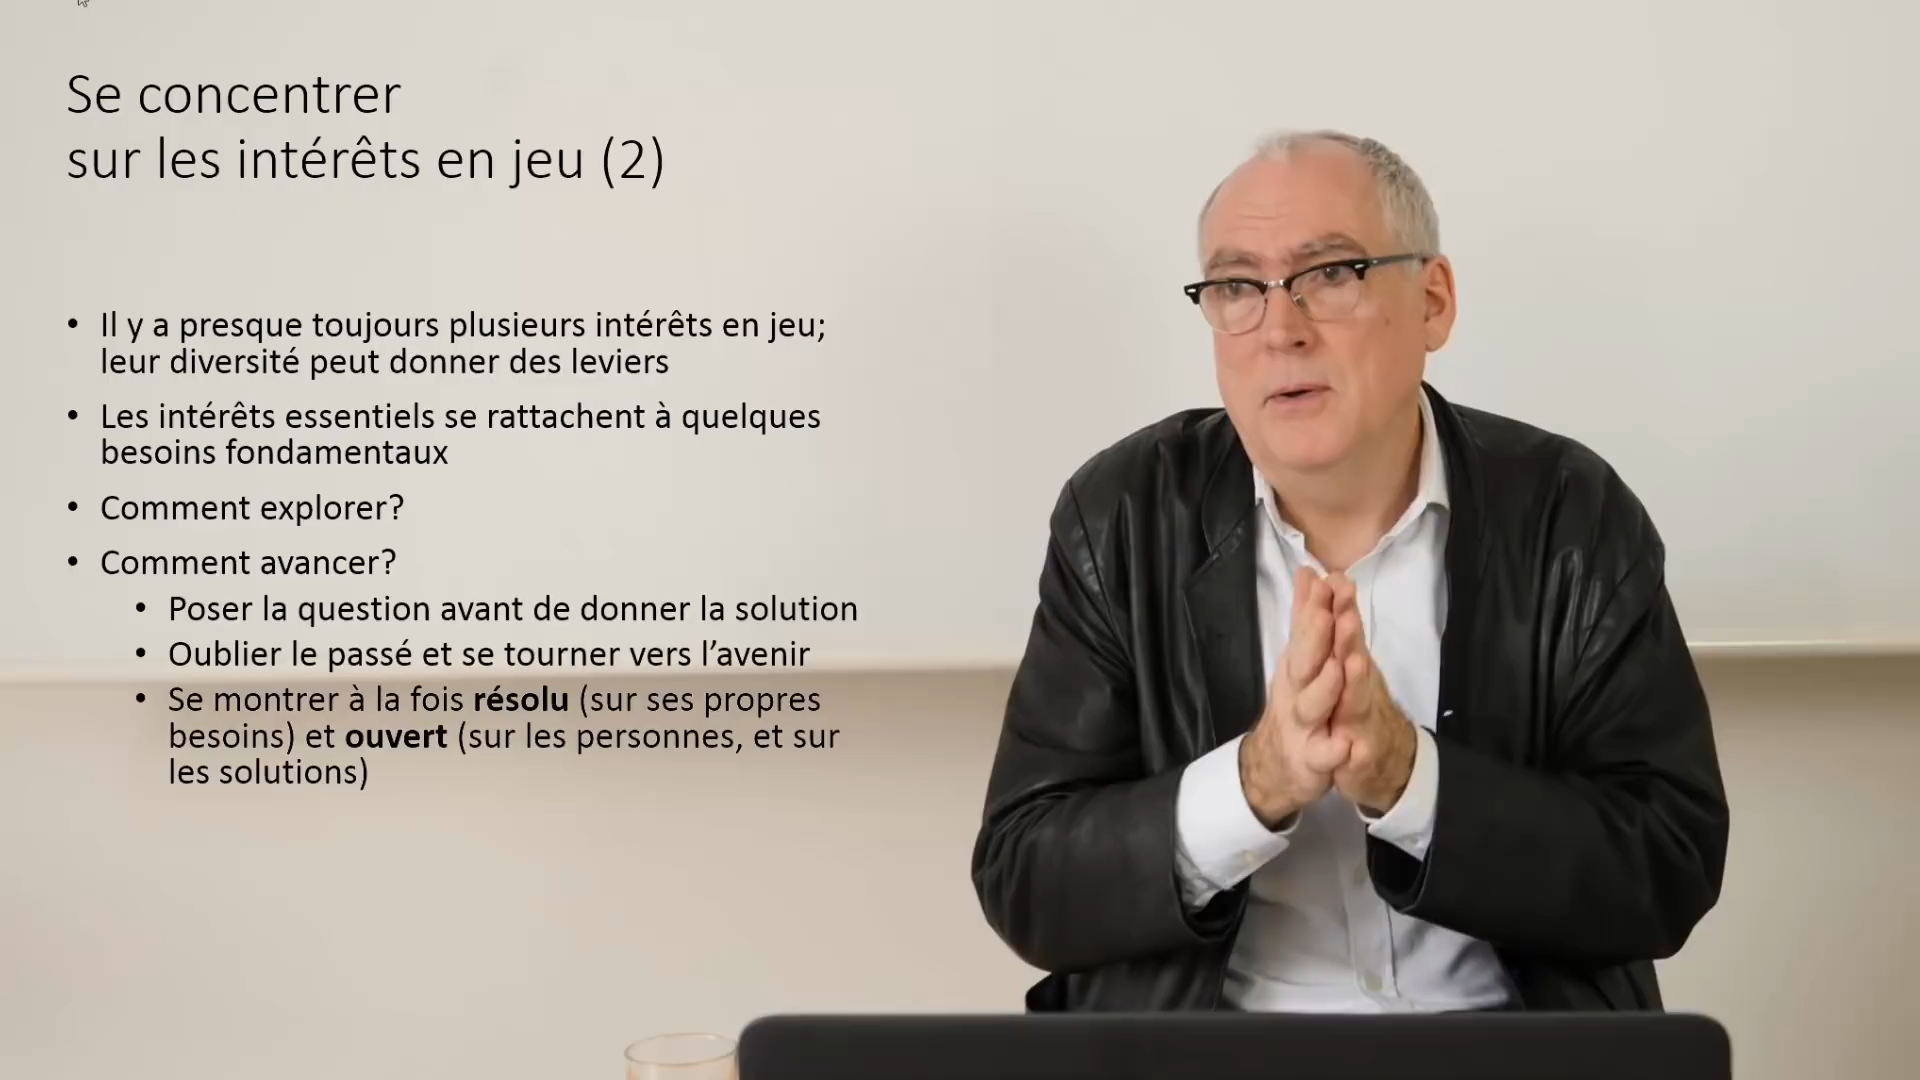 Se concentrer
sur les intérêts en jeu (2)
• Il y a presque toujours plusieurs intérêts en jeu;
leur diversité peut donner des leviers
• Les intérêts essentiels se rattachent à quelques
besoins fondamentaux
• Comment explorer?
• Comment avancer?
• Poser la question avant de donner la solution
• Oublier le passé et se tourner vers l’avenir
• Se montrer à la fois résolu (sur ses propres
besoins) et ouvert (sur les personnes, et sur
les solutions)